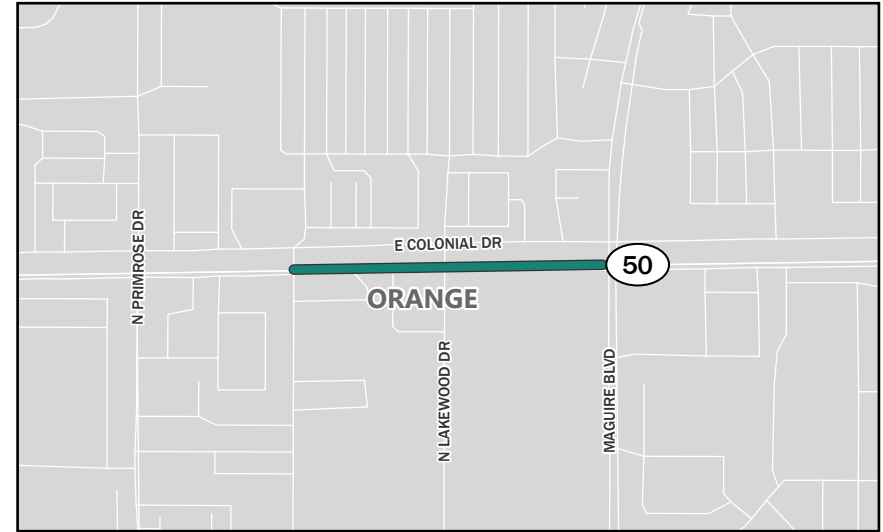 N PRIMROSE DR
E COLONIAL DR
50
ORANGE
N LAKEWOOD DR
MAGUIRE BLVD